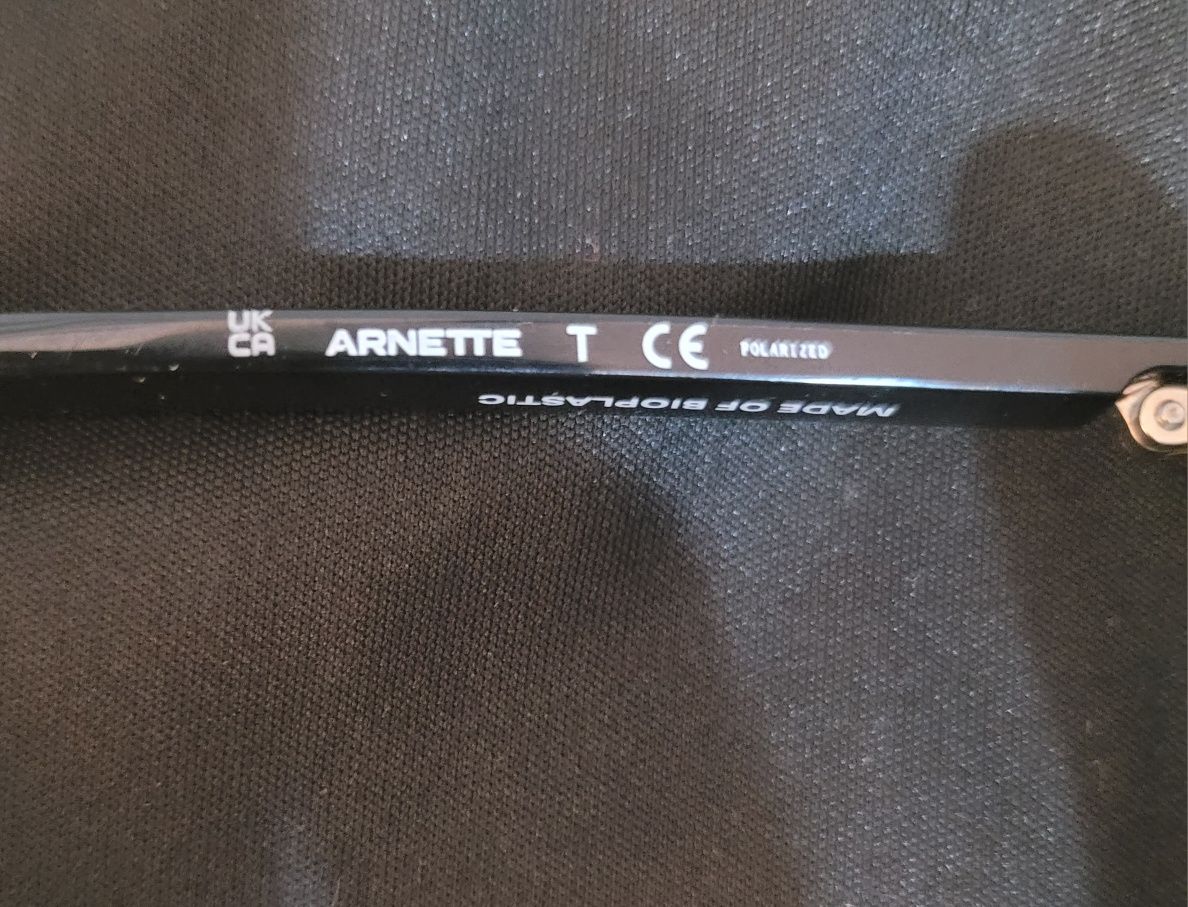 UK
CA
ARNETTE T CE POLARIZED
MADE OF BIOPLASTIC